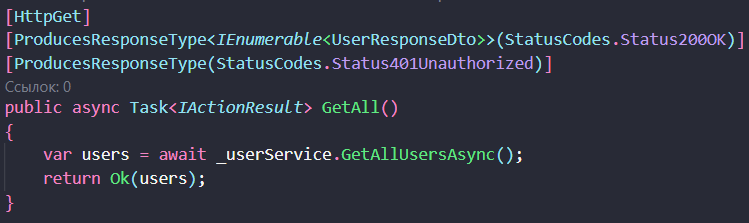 [HttpGet]
[ProducesResponseType<IEnumerable<UserResponseDto>>(StatusCodes.Status200OK)]
[ProducesResponseType(StatusCodes.Status401Unauthorized)]
Ссылок: 0
public async Task<IActionResult> GetAll()
{
    var users = await _userService.GetAllUsersAsync();
    return Ok(users);
}